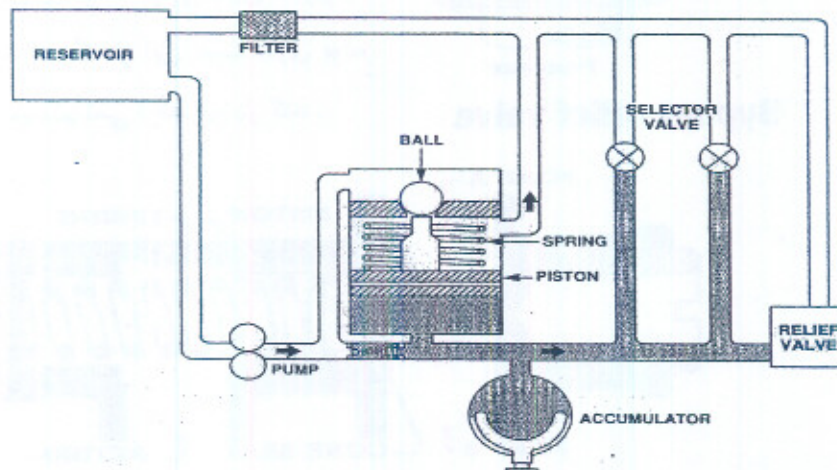 RESERVOIR
FILTER
SELECTOR
VALVE
BALL
SPRING
PISTON
RELIEF
VALVE
PUMP
ACCUMULATOR